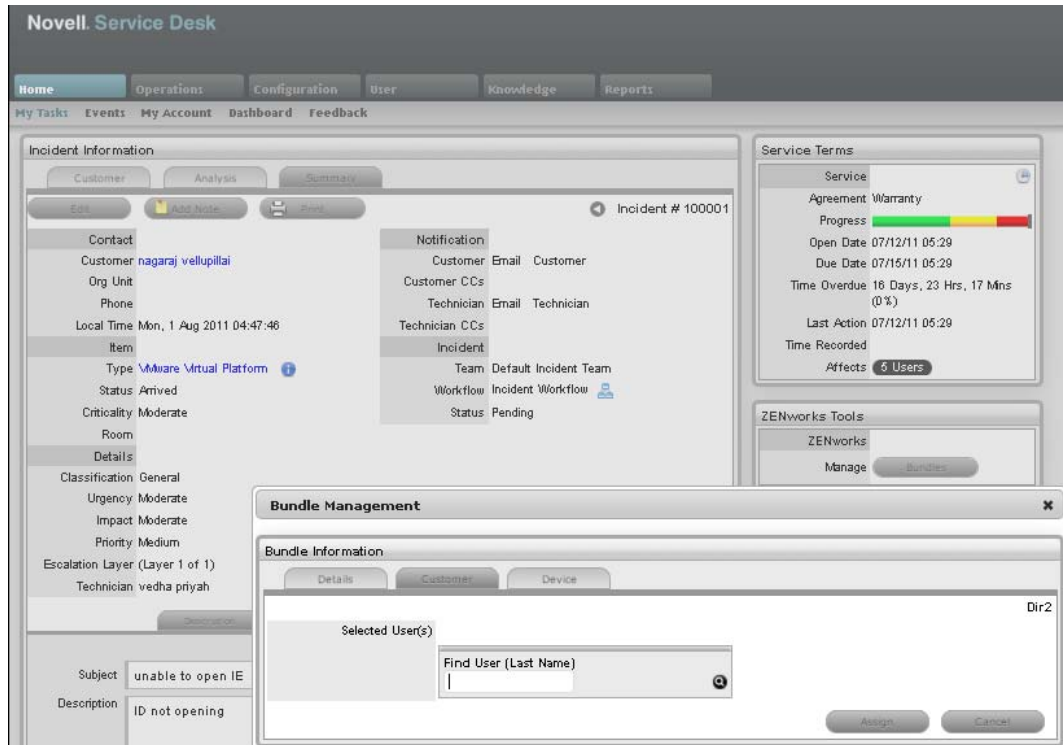 Novell. Service Desk
Home Operations Configuration User Knowledge Reports
My Tasks Events My Account Dashboard Feedback
Incident Information
Customer Analysis Summary
Edit Add Note Print
Incident # 100001
Contact
Customer nagaraj vellupillai
Org Unit
Phone
Local Time Mon, 1 Aug 2011 04:47:46
Item
Type VMware Virtual Platform
Status Arrived
Criticality Moderate
Room
Details
Classification General
Urgency Moderate
Impact Moderate
Priority Medium
Escalation Layer (Layer 1 of 1)
Technician vedha priyah
Description
Subject unable to open IE
Description ID not opening
Notification
Customer Email Customer
Customer CCs
Technician Email Technician
Technician CCs
Incident
Team Default Incident Team
Workflow Incident Workflow
Status Pending
Service Terms
Service
Agreement Warranty
Progress
Open Date 07/12/11 05:29
Due Date 07/15/11 05:29
Time Overdue 16 Days, 23 Hrs, 17 Mins
(0%)
Last Action 07/12/11 05:29
Time Recorded
Affects 5 Users
ZENworks Tools
ZENworks
Manage Bundles
Bundle Management
Bundle Information
Details Customer Device
Dir2
Selected User(s)
Find User (Last Name)
Assign Cancel